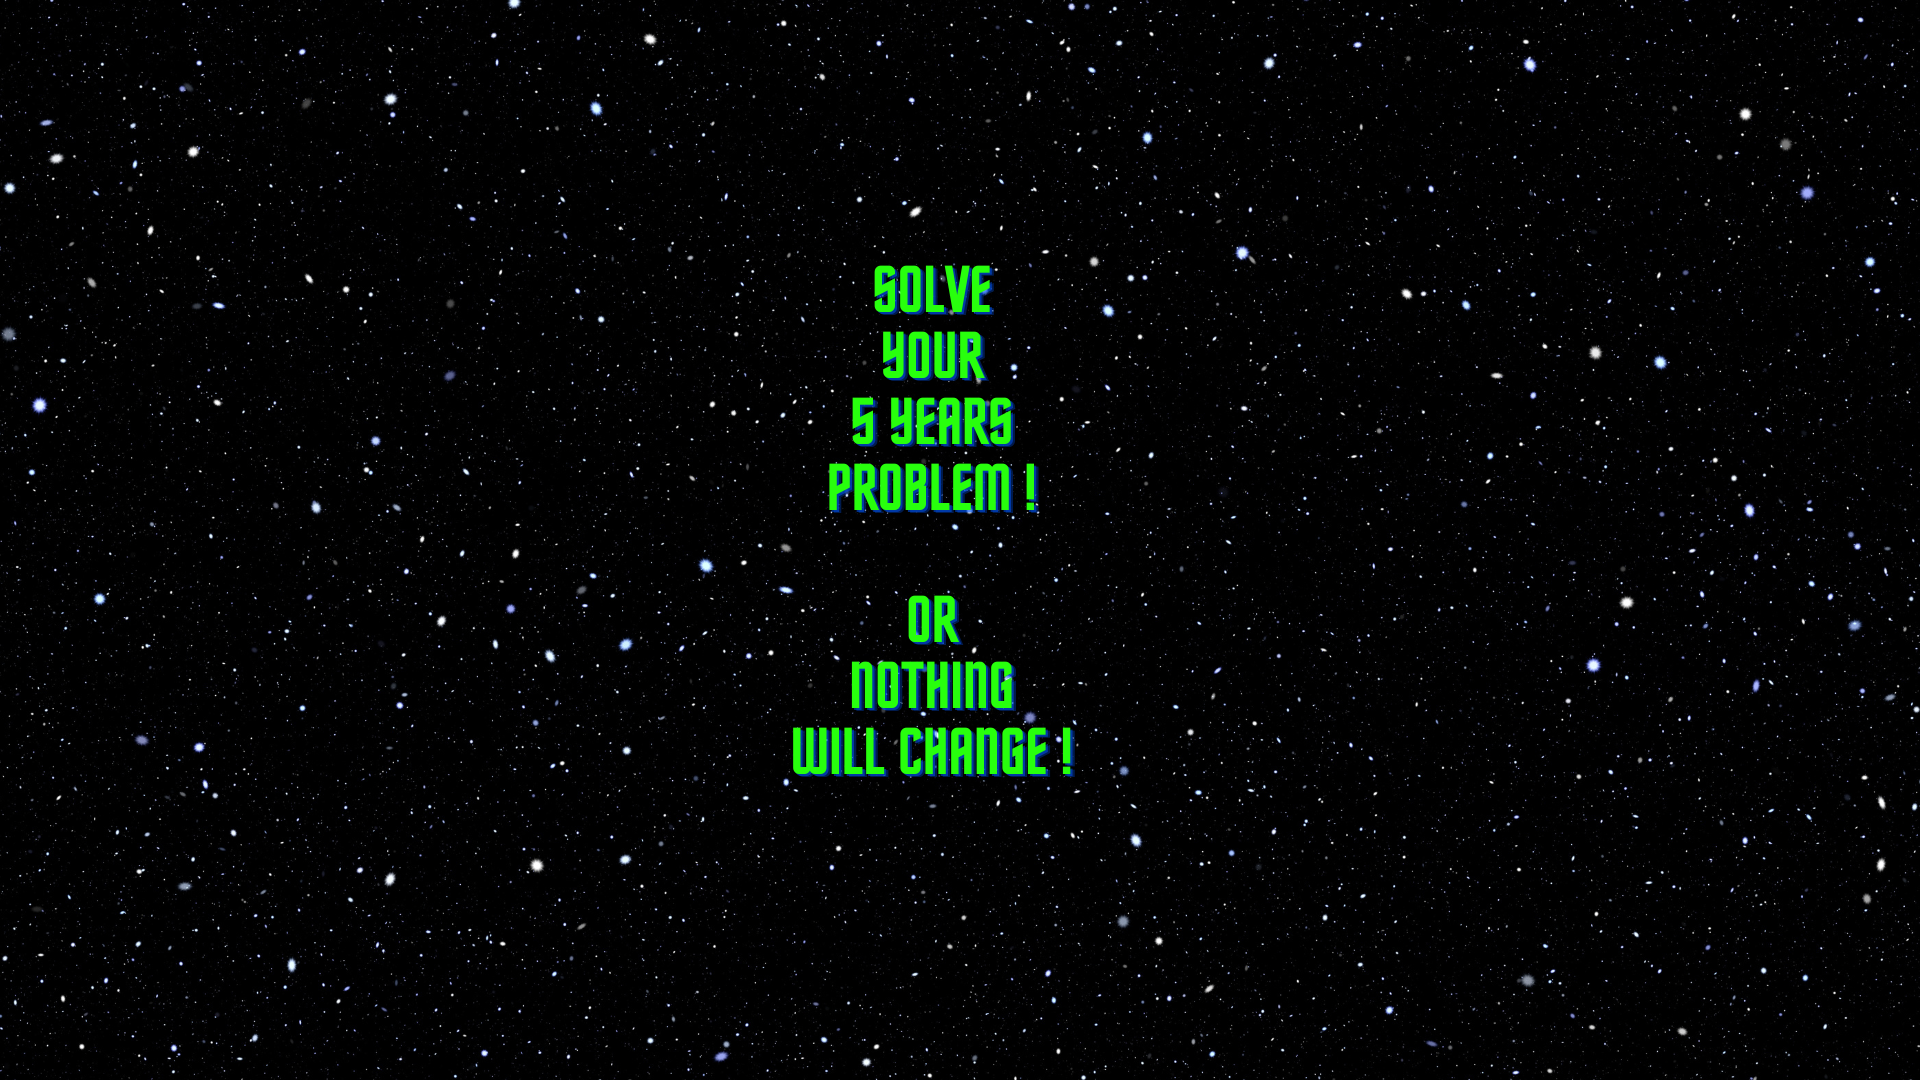 SOLVE
YOUR
5 YEARS
PROBLEM !
OR
NOTHING
WILL CHANGE !